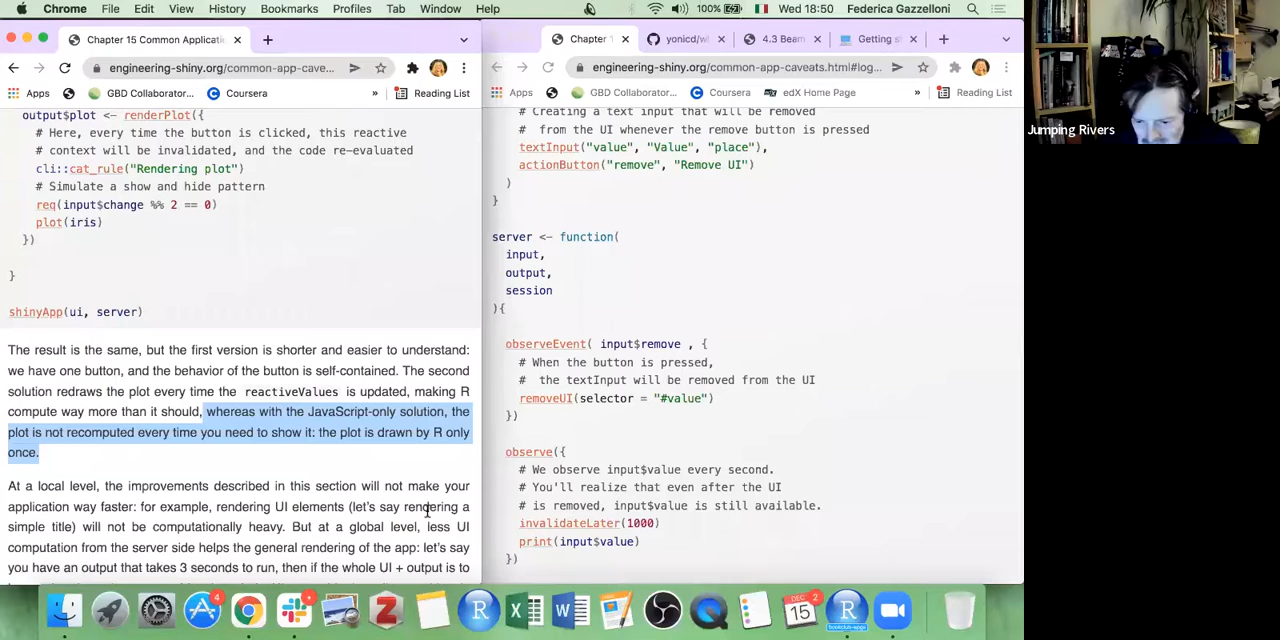 Chrome File Edit View History Bookmarks Profiles Tab Window Help 100% Wed 18:50 Federica Gazzelloni
Chapter 15 Common Applicati
engineering-shiny.org/common-app-cave...
Apps GBD Collaborator... Coursera » Reading List
output$plot <- renderPlot({
# Here, every time the button is clicked, this reactive
# context will be invalidated, and the code re-evaluated
cli::cat_rule("Rendering plot")
# Simulate a show and hide pattern
req(input$change %% 2 == 0)
plot(iris)
})
}
shinyApp(ui, server)
The result is the same, but the first version is shorter and easier to understand:
we have one button, and the behavior of the button is self-contained. The second
solution redraws the plot every time the reactiveValues is updated, making R
compute way more than it should, whereas with the JavaScript-only solution, the
plot is not recomputed every time you need to show it: the plot is drawn by R only
once.
At a local level, the improvements described in this section will not make your
application way faster: for example, rendering UI elements (let's say rendering a
simple title) will not be computationally heavy. But at a global level, less UI
computation from the server side helps the general rendering of the app: let's say
you have an output that takes 3 seconds to run, then if the whole UI + output is to
Chapter 1 yonicd/w 4.3 Beam Getting s
engineering-shiny.org/common-app-caveats.html#log...
Apps GBD Collaborator... Coursera edX Home Page » Reading List
# Creating a text input that will be removed
# from the UI whenever the remove button is pressed
textInput("value", "Value", "place"),
actionButton("remove", "Remove UI")
)
}
server <- function(
input,
output,
session
){
observeEvent( input$remove , {
# When the button is pressed,
# the textInput will be removed from the UI
removeUI(selector = "#value")
})
observe({
# We observe input$value every second.
# You'll realize that even after the UI
# is removed, input$value is still available.
invalidateLater(1000)
print(input$value)
})
Jumping Rivers
4
DEC
15
2
bookclub-apps